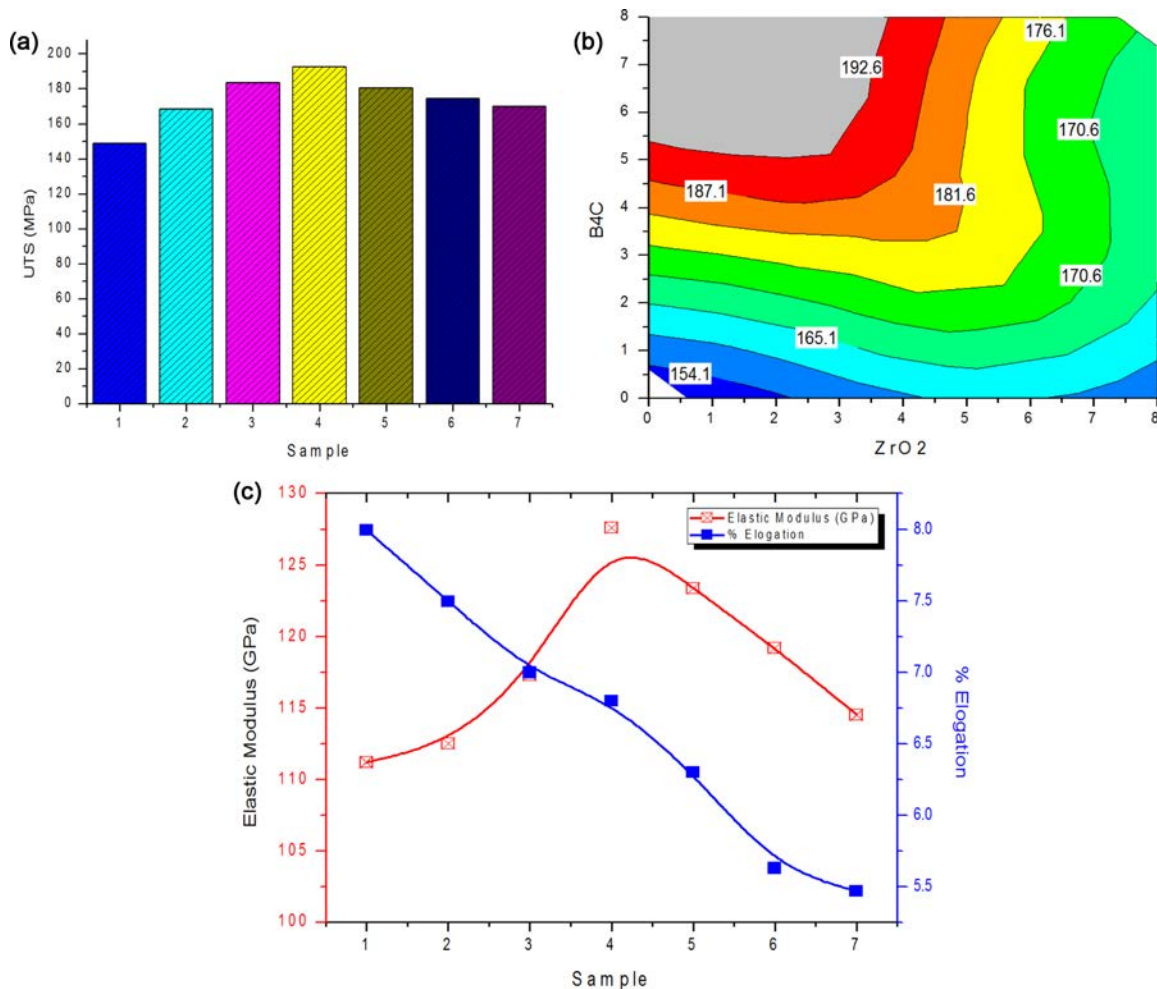 (a)
UTS (MPa)
200
180
160
140
120
100
80
60
40
20
0
1 2 3 4 5 6 7
Sample
(b)
B4C
8
7
6
5
4
3
2
1
0
192.6
176.1
170.6
187.1
181.6
170.6
165.1
154.1
0 1 2 3 4 5 6 7 8
ZrO2
(c)
Elastic Modulus (GPa)
130
125
120
115
110
105
100
Elastic Modulus (GPa)
% Elogation
8.0
7.5
7.0
6.5
6.0
5.5
% Elogation
1 2 3 4 5 6 7
Sample